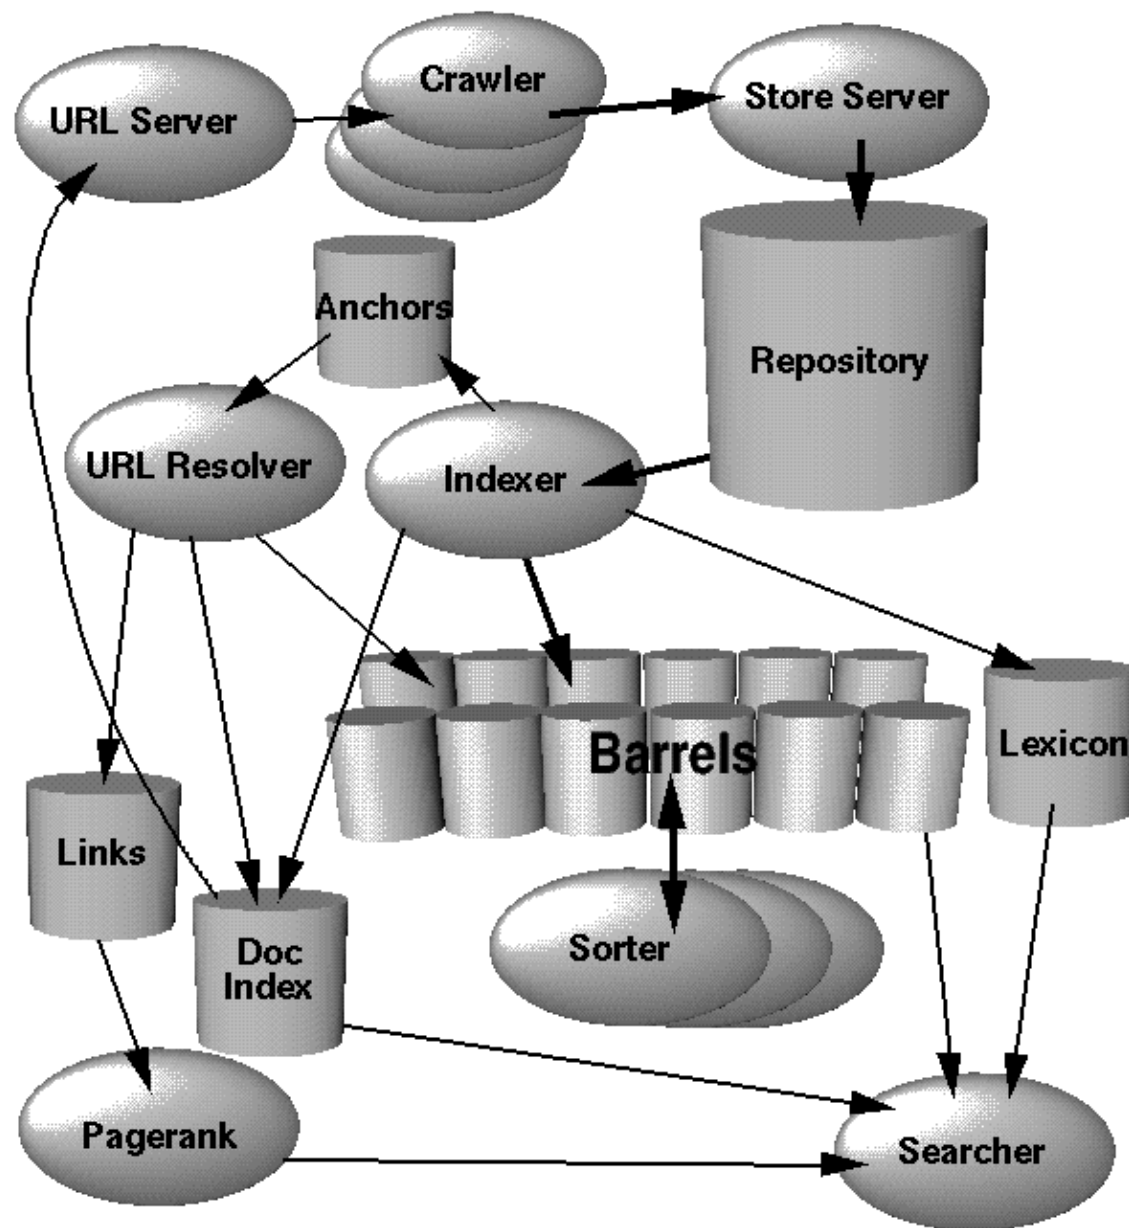 URL Server
Crawler
Store Server
Anchors
Repository
URL Resolver
Indexer
Barrels
Lexicon
Links
Doc
Index
Sorter
Pagerank
Searcher